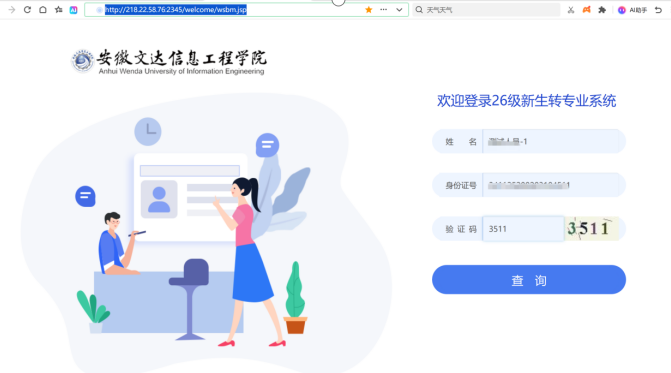 http://218.22.58.76:2345/welcome/wsbm.jsp
天气天气
AI助手
安徽文达信息工程学院
Anhui Wenda University of Information Engineering
欢迎登录26级新生转专业系统
姓 名
-1
身份证号
验证码 3511 3511
查 询